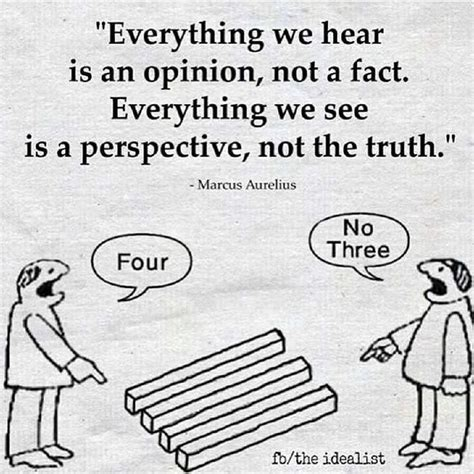 "Everything we hear
is an opinion, not a fact.
Everything we see
is a perspective, not the truth."
- Marcus Aurelius
Four
No
Three
fb/the idealist